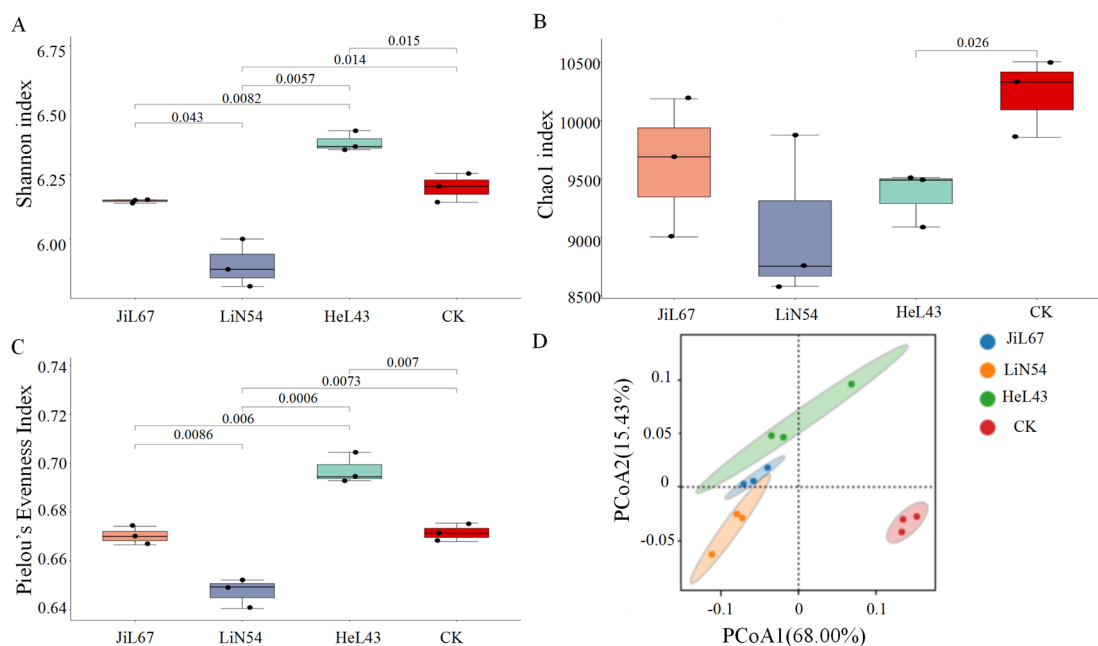 A
Shannon index
6.75
6.50
6.25
6.00
0.015
0.014
0.0057
0.0082
0.043
JiL67 LiN54 HeL43 CK
B
Chao1 index
10500
10000
9500
9000
8500
0.026
JiL67 LiN54 HeL43 CK
C
Pielou's Evenness Index
0.74
0.72
0.70
0.68
0.66
0.64
0.007
0.0073
0.0006
0.006
0.0086
JiL67 LiN54 HeL43 CK
D
PCoA2(15.43%)
0.1
0.05
0
-0.05
-0.1 0 0.1
PCoA1(68.00%)
JiL67
LiN54
HeL43
CK